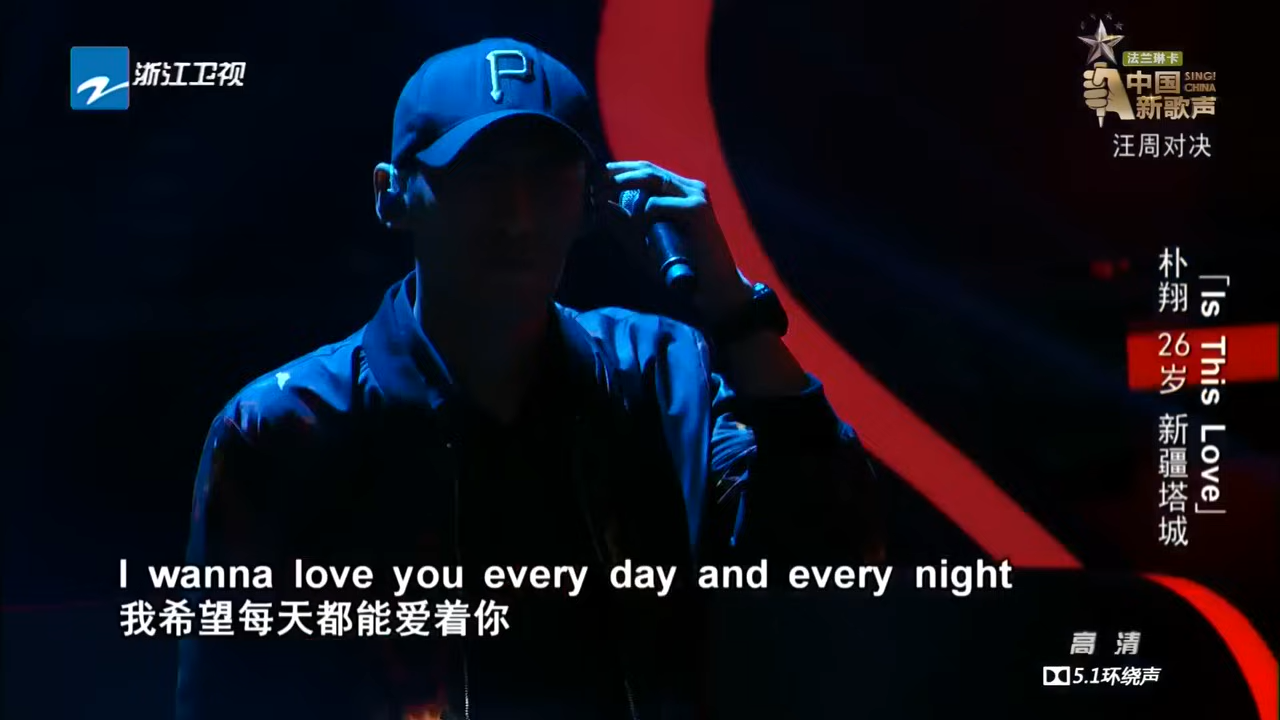 浙江卫视
法兰琳卡
中国
新歌声
SING!
CHINA
汪周对决
「Is This Love」
朴翔 26岁 新疆塔城
P
I wanna love you every day and every night
我希望每天都能爱着你
高清
5.1环绕声